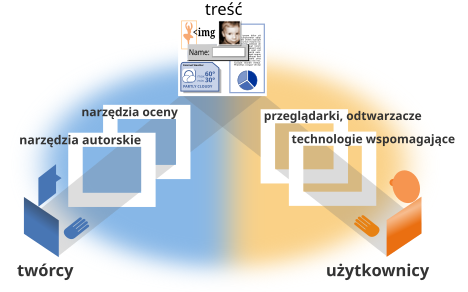 treść
<img
Name:
60°
30°
PARTLY CLOUDY
narzędzia oceny
przeglądarki, odtwarzacze
narzędzia autorskie
technologie wspomagające
twórcy
użytkownicy